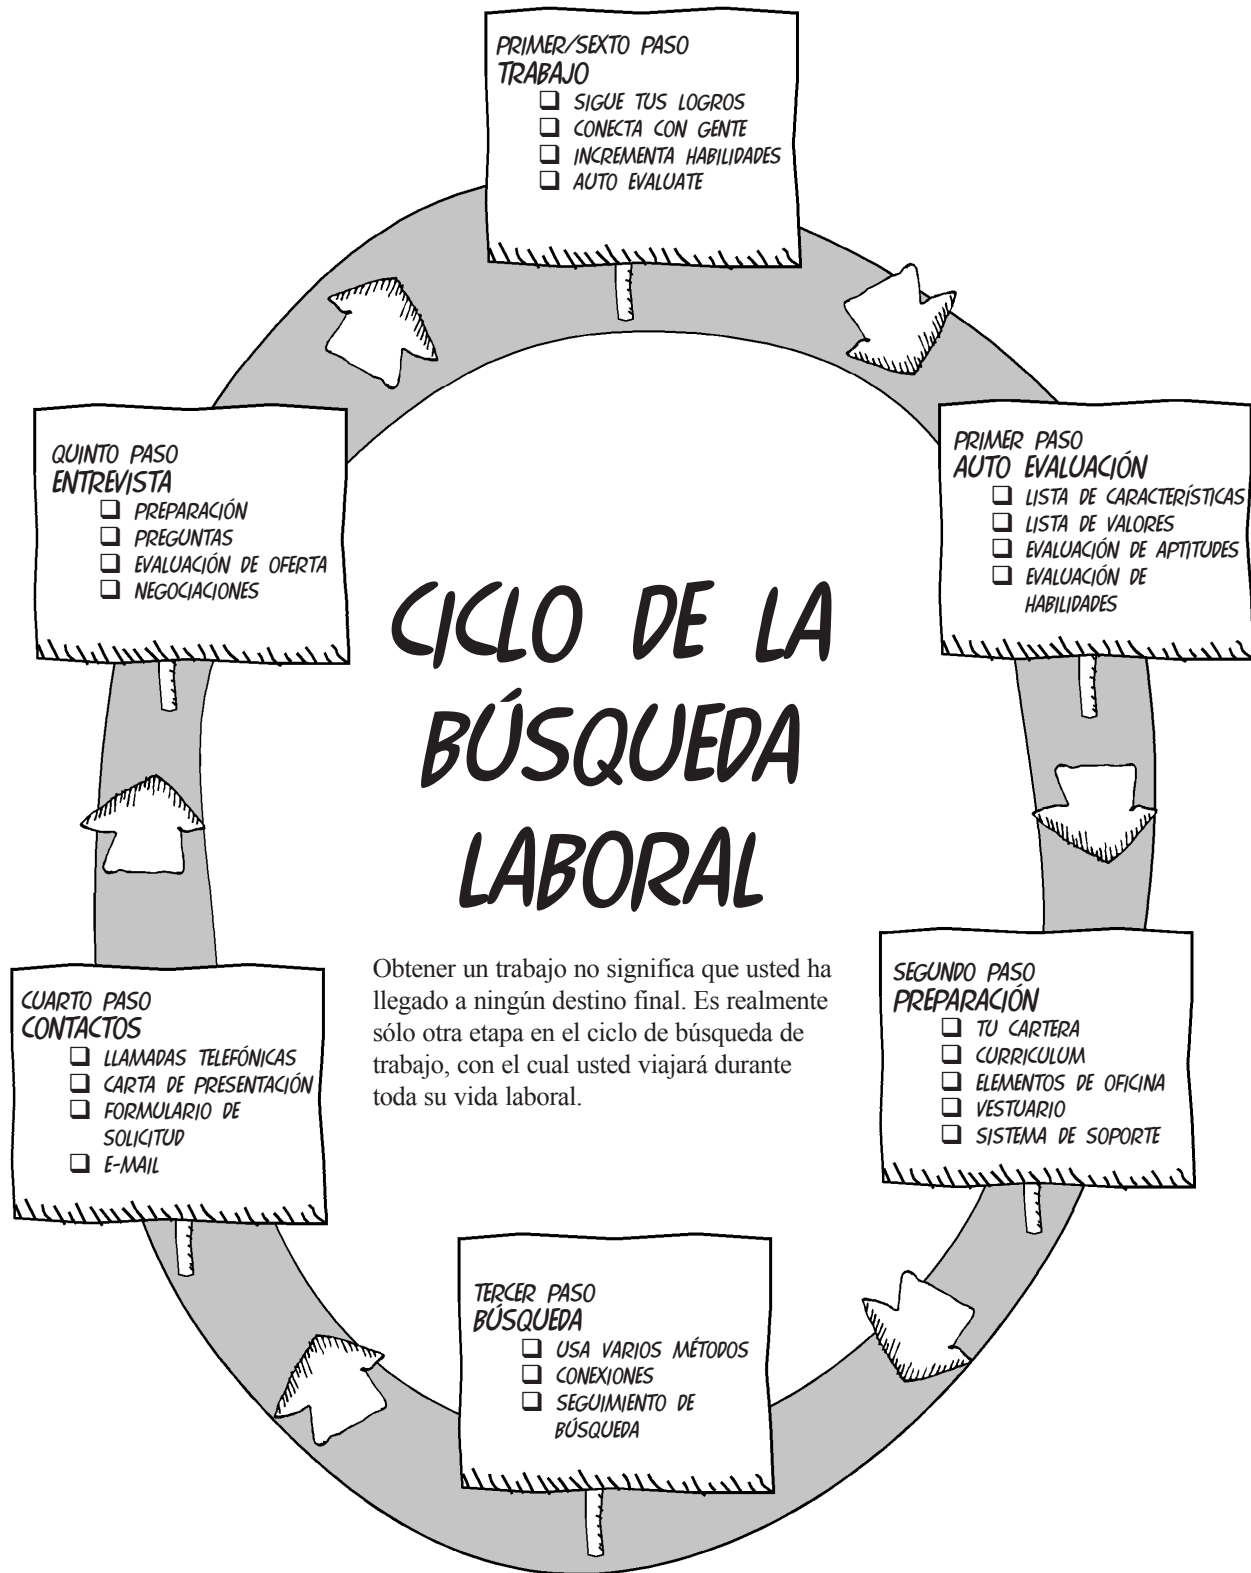 PRIMER/SEXTO PASO
TRABAJO
❑ SIGUE TUS LOGROS
❑ CONECTA CON GENTE
❑ INCREMENTA HABILIDADES
❑ AUTO EVALUATE
PRIMER PASO
AUTO EVALUACIÓN
❑ LISTA DE CARACTERÍSTICAS
❑ LISTA DE VALORES
❑ EVALUACIÓN DE APTITUDES
❑ EVALUACIÓN DE
HABILIDADES
SEGUNDO PASO
PREPARACIÓN
❑ TU CARTERA
❑ CURRICULUM
❑ ELEMENTOS DE OFICINA
❑ VESTUARIO
❑ SISTEMA DE SOPORTE
TERCER PASO
BÚSQUEDA
❑ USA VARIOS MÉTODOS
❑ CONEXIONES
❑ SEGUIMIENTO DE
BÚSQUEDA
CUARTO PASO
CONTACTOS
❑ LLAMADAS TELEFÓNICAS
❑ CARTA DE PRESENTACIÓN
❑ FORMULARIO DE
SOLICITUD
❑ E-MAIL
QUINTO PASO
ENTREVISTA
❑ PREPARACIÓN
❑ PREGUNTAS
❑ EVALUACIÓN DE OFERTA
❑ NEGOCIACIONES
CICLO DE LA
BÚSQUEDA
LABORAL
Obtener un trabajo no significa que usted ha
llegado a ningún destino final. Es realmente
sólo otra etapa en el ciclo de búsqueda de
trabajo, con el cual usted viajará durante
toda su vida laboral.